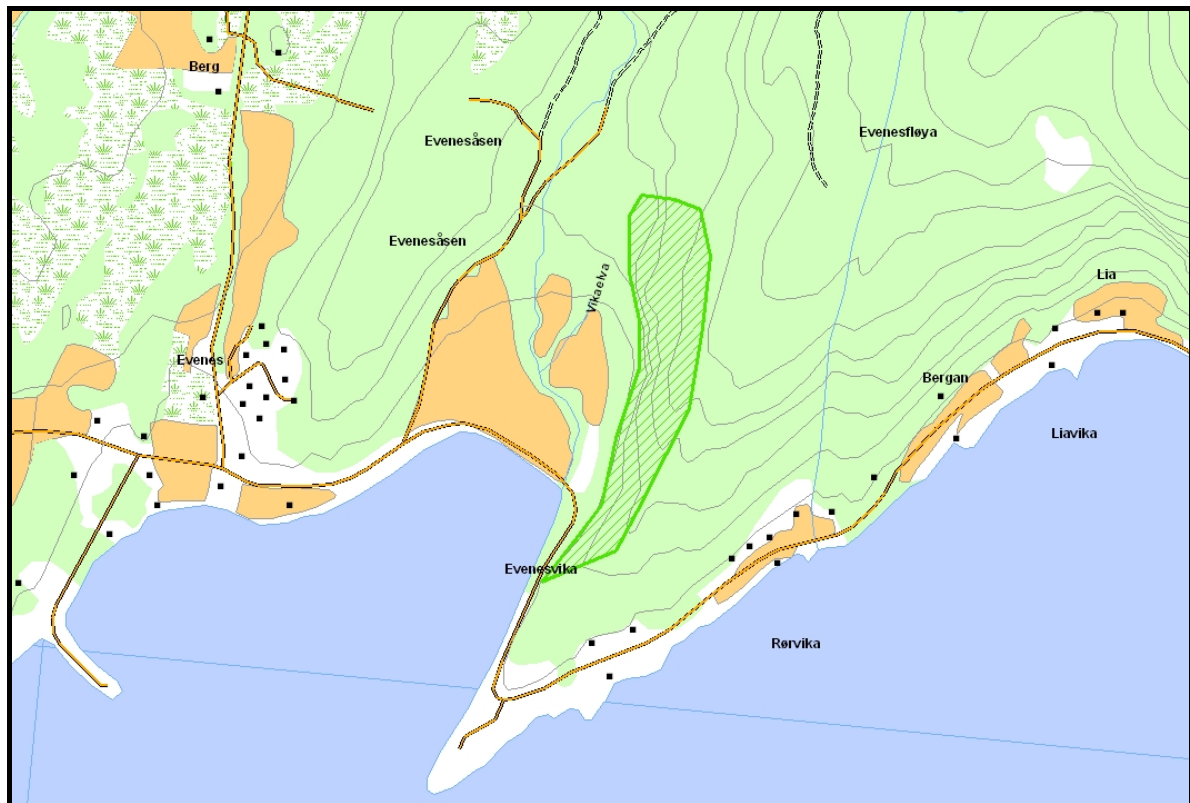 Berg
Evenesfløya
Evenesåsen
Evenesåsen
Vikaelva
Lia
Evenes
Bergan
Liavika
Evenesvika
Rørvika